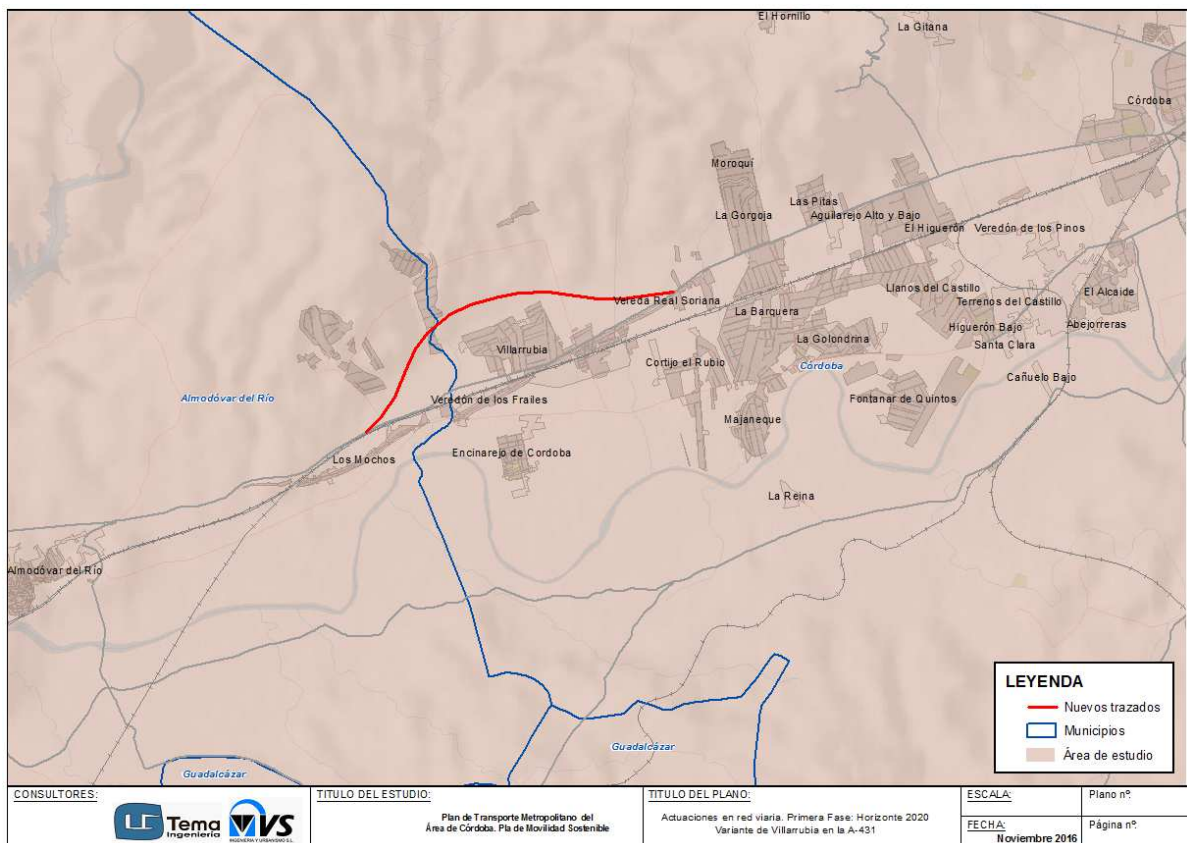 El Hornillo
La Gitana
Córdoba
Moroquí
Las Pitas
La Gorgoja
Aguilarejo Alto y Bajo
El Higuerón
Veredón de los Pinos
Llanos del Castillo
El Alcaide
Vereda Real Soriana
Terrenos del Castillo
La Barquera
Abejorreras
Higuerón Bajo
La Golondrina
Santa Clara
Villarrubia
Cortijo el Rubio
Córdoba
Cañuelo Bajo
Almodóvar del Río
Veredón de los Frailes
Fontanar de Quintos
Majaneque
Los Mochos
Encinarejo de Cordoba
La Reina
Almodóvar del Río
Guadalcázar
Guadalcázar
LEYENDA
Nuevos trazados
Municipios
Área de estudio
CONSULTORES:
Tema
Ingeniería
VS
INGENIERIA Y URBANISMO S.L.
TITULO DEL ESTUDIO:
Plan de Transporte Metropolitano del
Área de Córdoba. Pla de Movilidad Sostenible
TITULO DEL PLANO:
Actuaciones en red viaria. Primera Fase: Horizonte 2020
Variante de Villarrubia en la A-431
ESCALA:
Plano nº:
FECHA:
Noviembre 2016
Página nº: